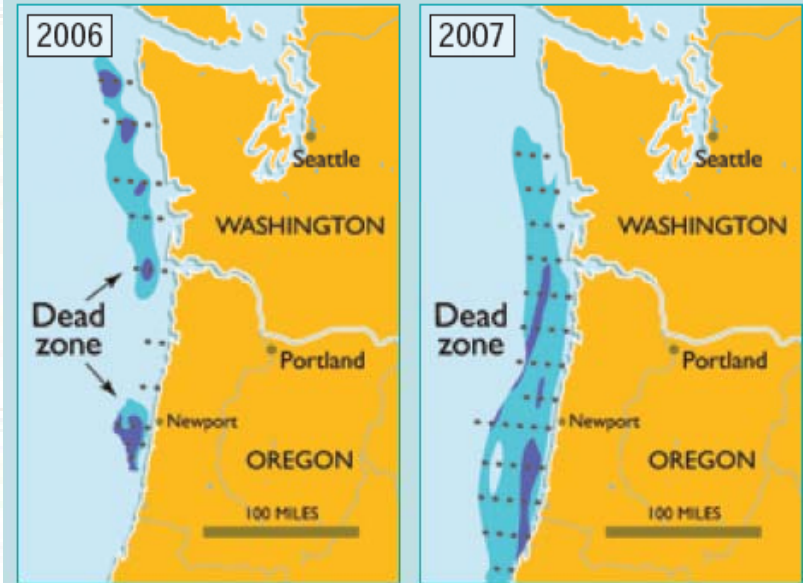 2006
Seattle
WASHINGTON
Dead
zone
Portland
Newport
OREGON
100 MILES
2007
Seattle
WASHINGTON
Dead
zone
Portland
Newport
OREGON
100 MILES